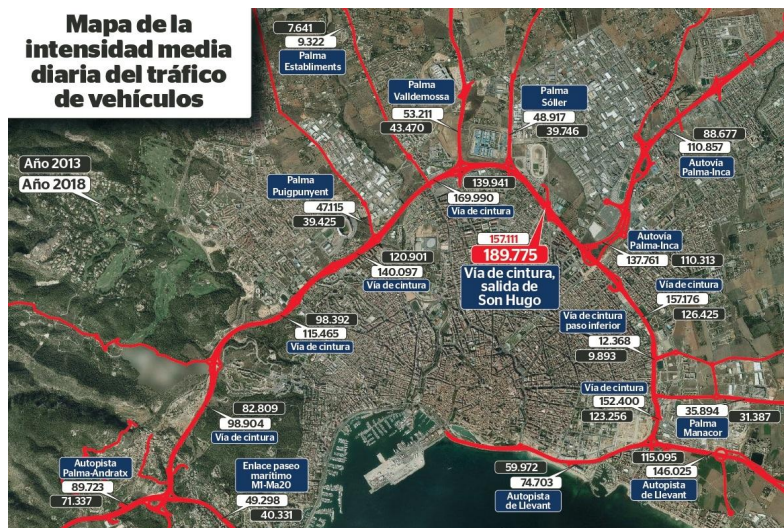 Mapa de la
intensidad media
diaria del tráfico
de vehículos
Año 2013
Año 2018
7.641
9.322
Palma
Establiments
Palma
Valldemossa
53.211
43.470
Palma
Sóller
48.917
39.746
88.677
110.857
Autovía
Palma-Inca
Palma
Puigpunyent
47.115
39.425
139.941
169.990
Vía de cintura
157.111
189.775
Vía de cintura,
salida de
Son Hugo
Autovía
Palma-Inca
137.761
110.313
120.901
140.097
Vía de cintura
Vía de cintura
157.176
126.425
98.392
115.465
Vía de cintura
Vía de cintura
paso inferior
12.368
9.893
82.809
98.904
Vía de cintura
Vía de cintura
152.400
123.256
35.894
31.387
Palma
Manacor
Autopista
Palma-Andratx
89.723
71.337
Enlace paseo
marítimo
M1-Ma20
49.298
40.331
59.972
74.703
Autopista
de Llevant
115.095
146.025
Autopista
de Llevant